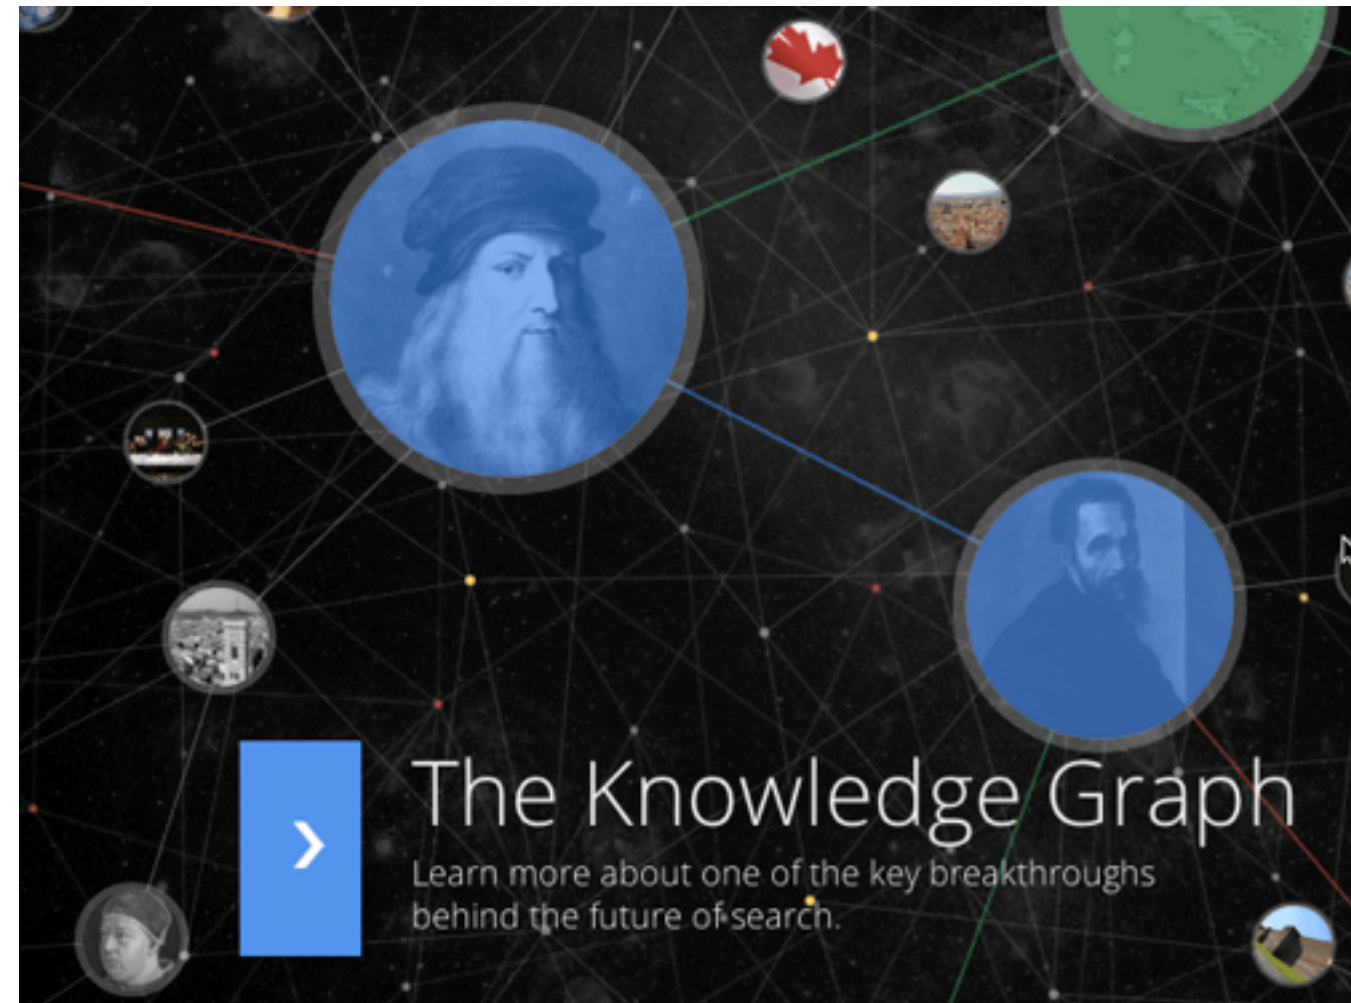 The Knowledge Graph
Learn more about one of the key breakthroughs
behind the future of search.